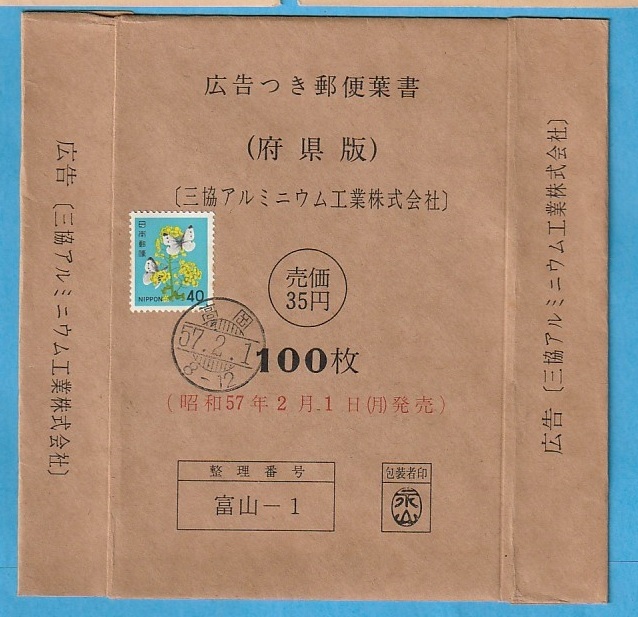 広告つき郵便葉書
(府県版)
〔三協アルミニウム工業株式会社〕
日本郵便
NIPPON 40
売価
35円
高岡
57.2.1
8-12
100枚
(昭和57年2月1日(月)発売)
整理番号
富山－1
包装者印
広告〔三協アルミニウム工業株式会社〕
広告〔三協アルミニウム工業株式会社〕